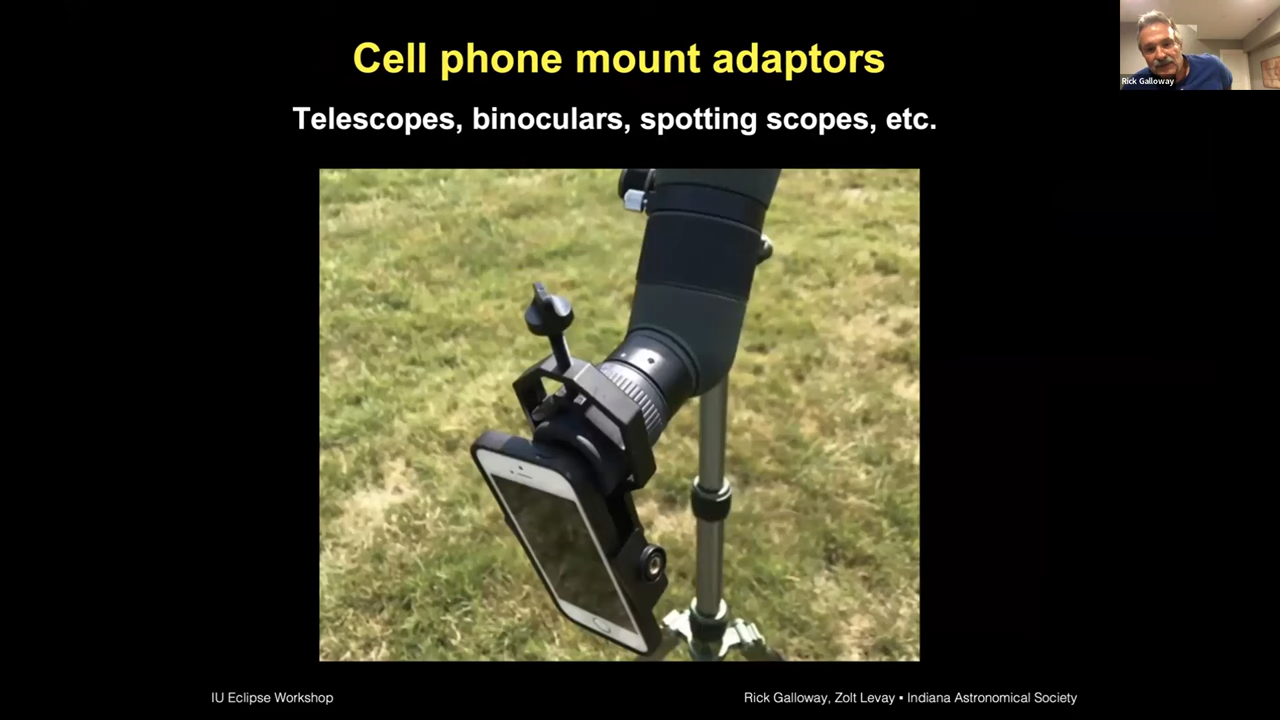 Cell phone mount adaptors
Rick Galloway
Telescopes, binoculars, spotting scopes, etc.
IU Eclipse Workshop
Rick Galloway, Zolt Levay ▪ Indiana Astronomical Society